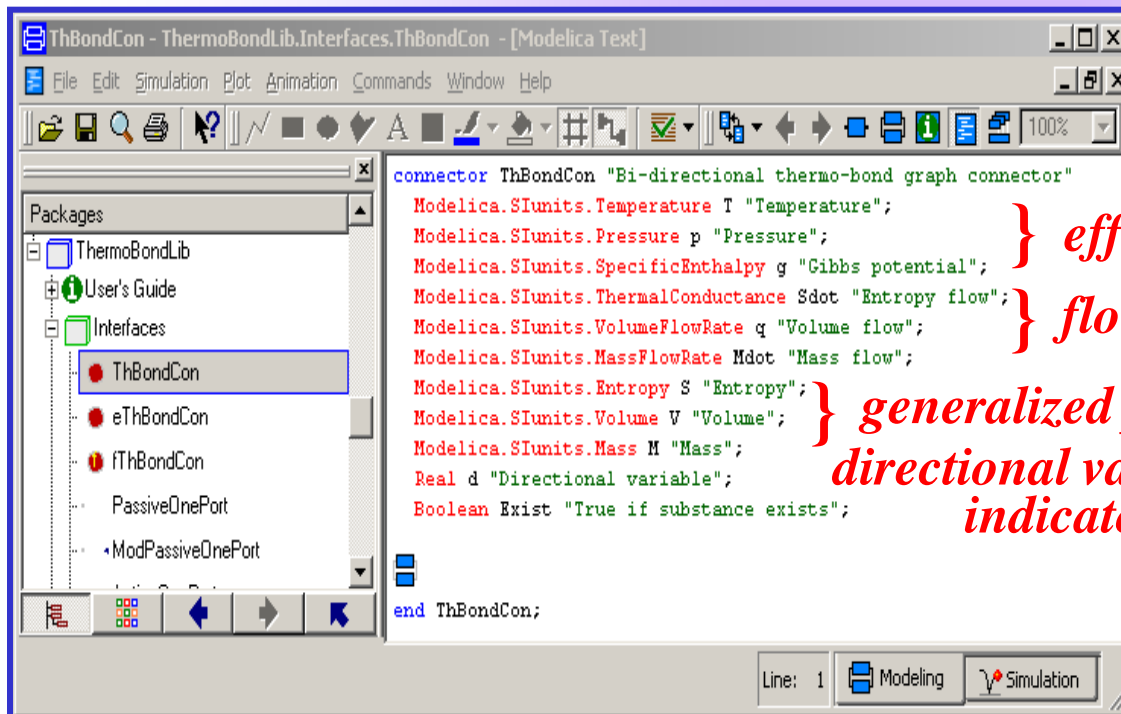 ThBondCon - ThermoBondLib.Interfaces.ThBondCon - [Modelica Text]
File Edit Simulation Plot Animation Commands Window Help
100%
Packages
ThermoBondLib
User's Guide
Interfaces
ThBondCon
eThBondCon
fThBondCon
PassiveOnePort
ModPassiveOnePort
connector ThBondCon "Bi-directional thermo-bond graph connector"
Modelica.SIunits.Temperature T "Temperature";
Modelica.SIunits.Pressure p "Pressure";
Modelica.SIunits.SpecificEnthalpy g "Gibbs potential";
Modelica.SIunits.ThermalConductance Sdot "Entropy flow";
Modelica.SIunits.VolumeFlowRate q "Volume flow";
Modelica.SIunits.MassFlowRate Mdot "Mass flow";
Modelica.SIunits.Entropy S "Entropy";
Modelica.SIunits.Volume V "Volume";
Modelica.SIunits.Mass M "Mass";
Real d "Directional variable";
Boolean Exist "True if substance exists";
end ThBondCon;
} eff
} flo
} generalized
directional va
indicat
Line: 1 Modeling Simulation